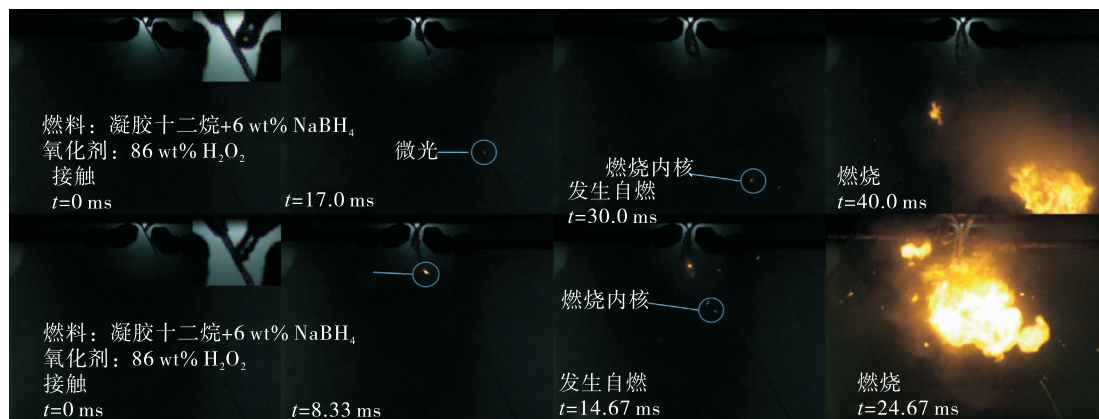 燃料：凝胶十二烷+6 wt% NaBH₄
氧化剂：86 wt% H₂O₂
接触
t=0 ms
微光
t=17.0 ms
燃烧内核
发生自燃
t=30.0 ms
燃烧
t=40.0 ms
燃料：凝胶十二烷+6 wt% NaBH₄
氧化剂：86 wt% H₂O₂
接触
t=0 ms
t=8.33 ms
燃烧内核
发生自燃
t=14.67 ms
燃烧
t=24.67 ms